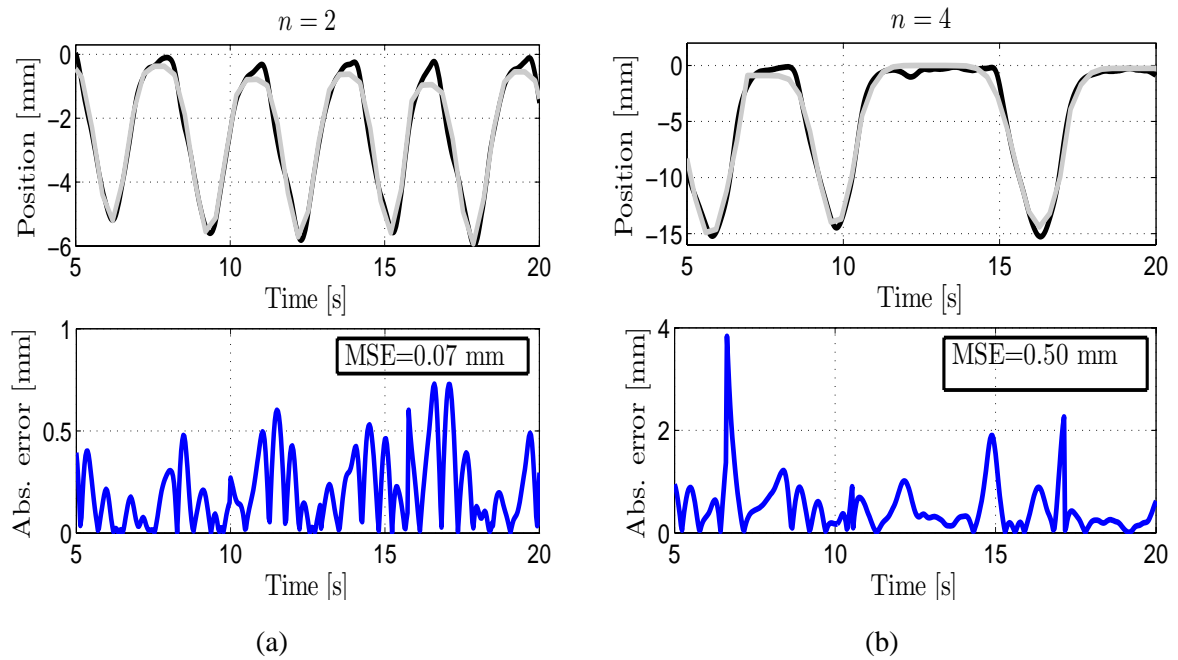 n = 2
Position [mm]
0
−2
−4
−6
5
10
15
20
Time [s]
Abs. error [mm]
1
0.5
0
MSE=0.07 mm
5
10
15
20
Time [s]
(a)
n = 4
Position [mm]
0
−5
−10
−15
5
10
15
20
Time [s]
Abs. error [mm]
4
2
0
MSE=0.50 mm
5
10
15
20
Time [s]
(b)